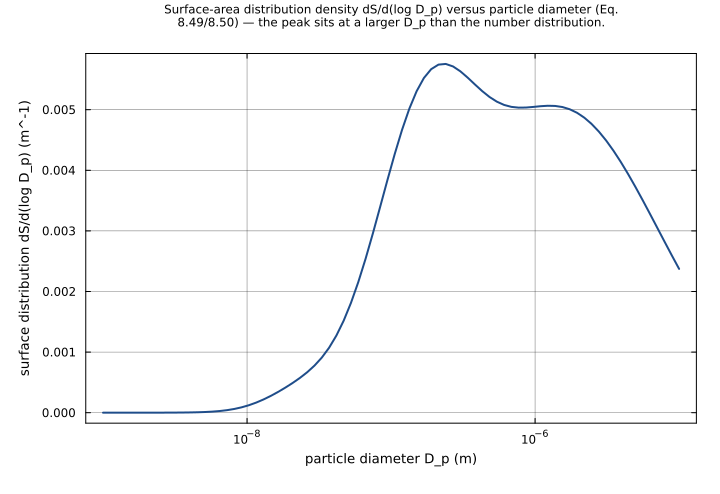 Surface-area distribution density dS/d(log D_p) versus particle diameter (Eq.
8.49/8.50) — the peak sits at a larger D_p than the number distribution.
surface distribution dS/d(log D_p) (m^-1)
0.005
0.004
0.003
0.002
0.001
0.000
10⁻⁸
10⁻⁶
particle diameter D_p (m)